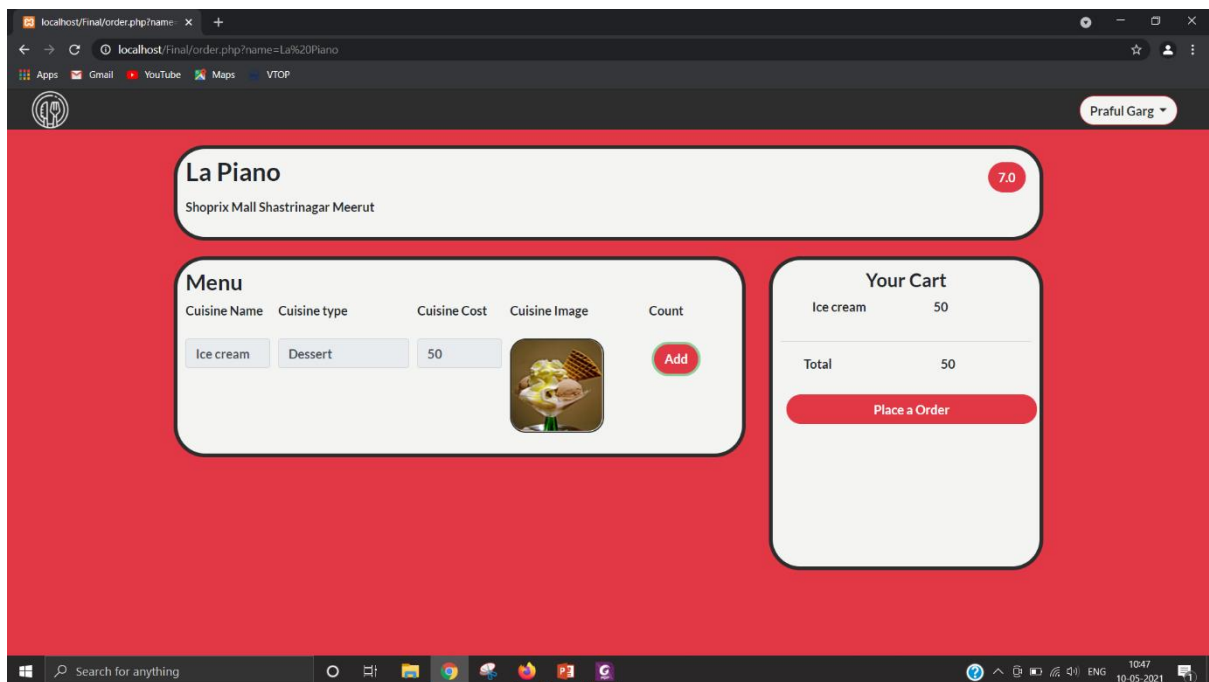 localhost/Final/order.php?name=
localhost/Final/order.php?name=La%20Piano
Apps Gmail YouTube Maps VTOP
Praful Garg
La Piano
7.0
Shoprix Mall Shastrinagar Meerut
Menu
Cuisine Name Cuisine type Cuisine Cost Cuisine Image Count
Ice cream Dessert 50 Add
Your Cart
Ice cream 50
Total 50
Place a Order
Search for anything
ENG
10:47
10-05-2021